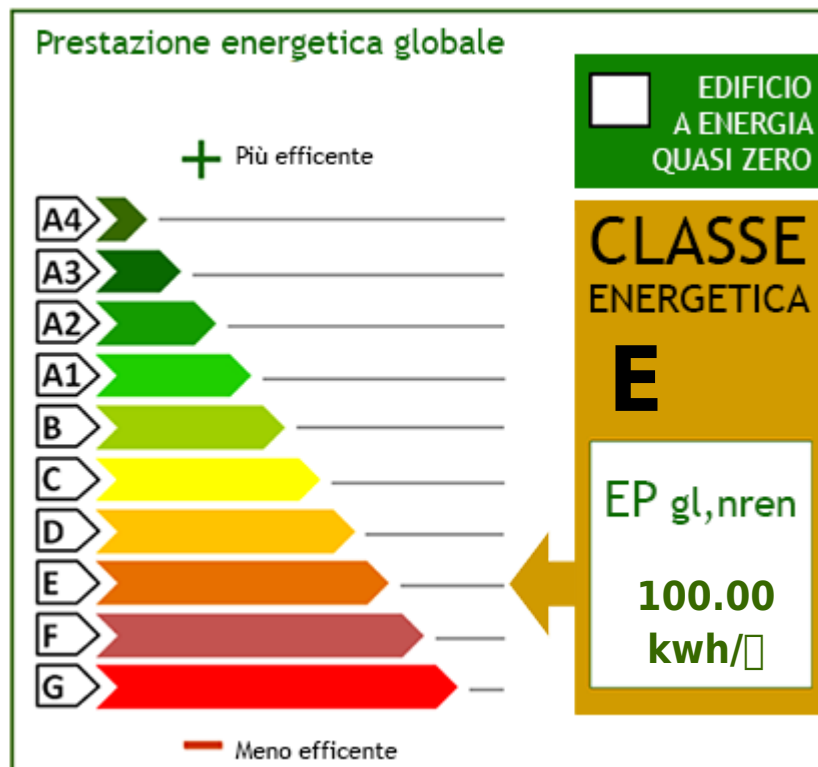 Prestazione energetica globale
EDIFICIO
A ENERGIA
QUASI ZERO
+ Più efficente
A4
A3
A2
A1
B
C
D
E
F
G
CLASSE
ENERGETICA
E
EP gl,nren
100.00
kwh/▯
Meno efficente